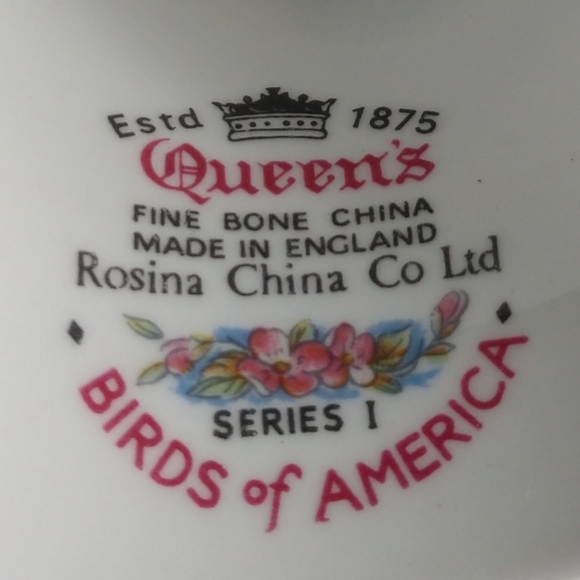 Estd 1875
Queen's
FINE BONE CHINA
MADE IN ENGLAND
Rosina China Co Ltd
SERIES I
BIRDS of AMERICA